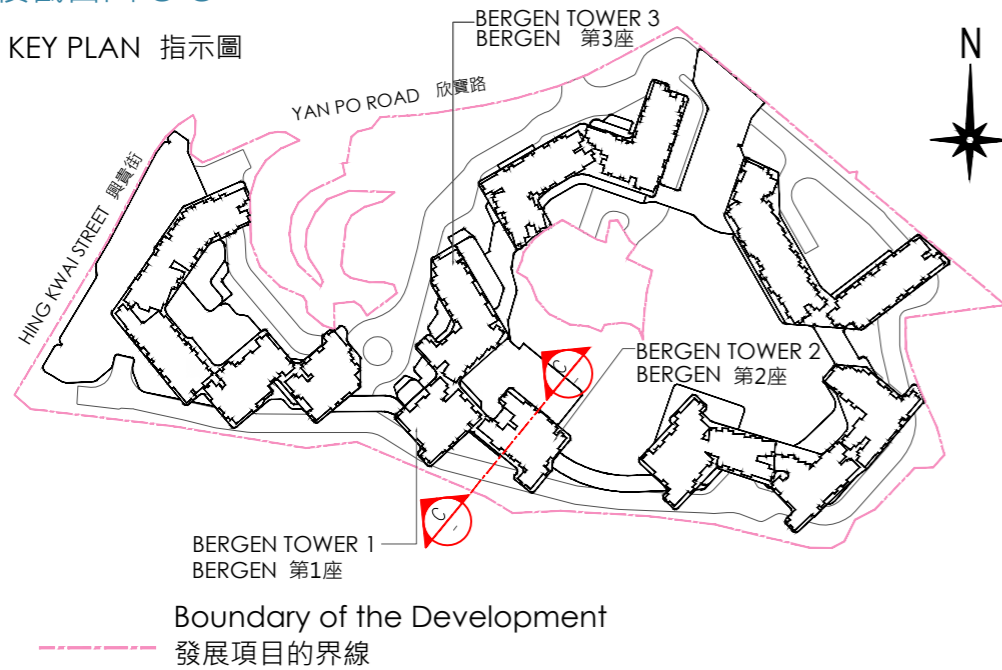 KEY PLAN 指示圖
BERGEN TOWER 3
BERGEN 第3座
N
YAN PO ROAD 欣寶路
HING KWAI STREET 興貴街
BERGEN TOWER 2
BERGEN 第2座
C
C
BERGEN TOWER 1
BERGEN 第1座
Boundary of the Development
發展項目的界線